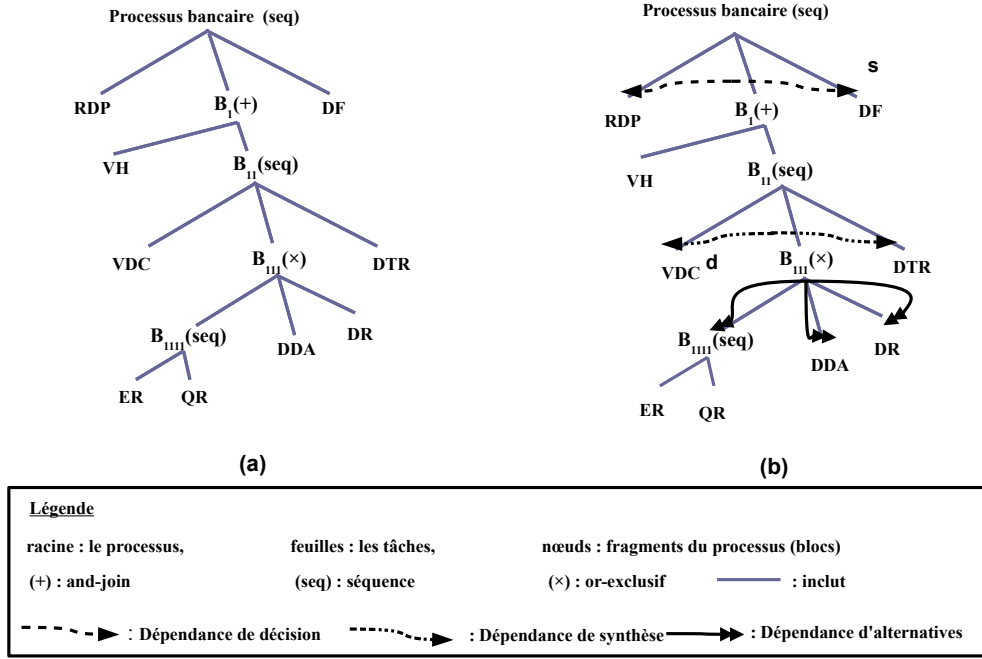 Processus bancaire (seq)
RDP
B1(+)
DF
VH
B11(seq)
VDC
B111(×)
DTR
B1111(seq)
DDA
DR
ER
QR
(a)
Processus bancaire (seq)
s
RDP
B1(+)
DF
VH
B11(seq)
VDC
d
B111(×)
DTR
B1111(seq)
DDA
DR
ER
QR
(b)
Légende
racine : le processus, feuilles : les tâches, nœuds : fragments du processus (blocs)
(+) : and-join (seq) : séquence (×) : or-exclusif : inclut
: Dépendance de décision : Dépendance de synthèse : Dépendance d'alternatives